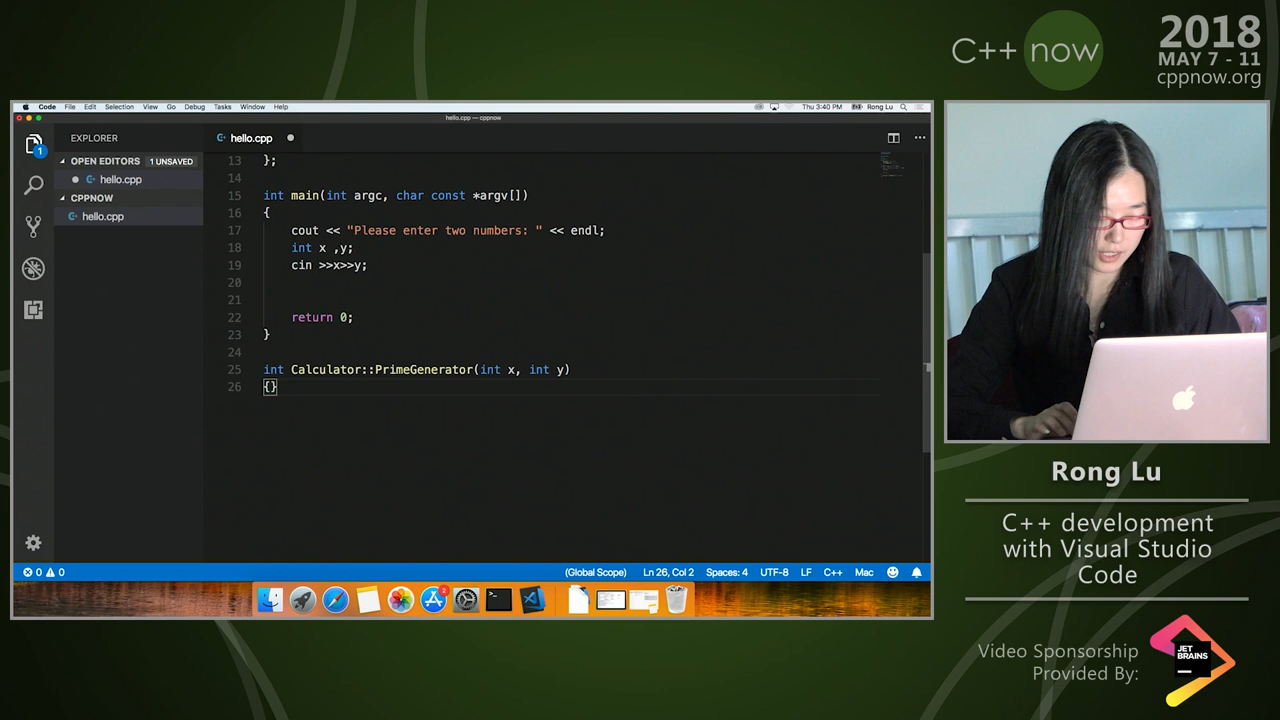 C++ now
2018
MAY 7 - 11
cppnow.org
Code File Edit Selection View Go Debug Tasks Window Help
Thu 3:40 PM Rong Lu
hello.cpp — cppnow
EXPLORER
hello.cpp
OPEN EDITORS 1 UNSAVED
hello.cpp
CPPNOW
hello.cpp
1
13 };
14
15 int main(int argc, char const *argv[])
16 {
17 cout << "Please enter two numbers: " << endl;
18 int x ,y;
19 cin >>x>>y;
20
21
22 return 0;
23 }
24
25 int Calculator::PrimeGenerator(int x, int y)
26 {}
0 0
(Global Scope) Ln 26, Col 2 Spaces: 4 UTF-8 LF C++ Mac
2
Rong Lu
C++ development
with Visual Studio
Code
Video Sponsorship
Provided By:
JET
BRAINS